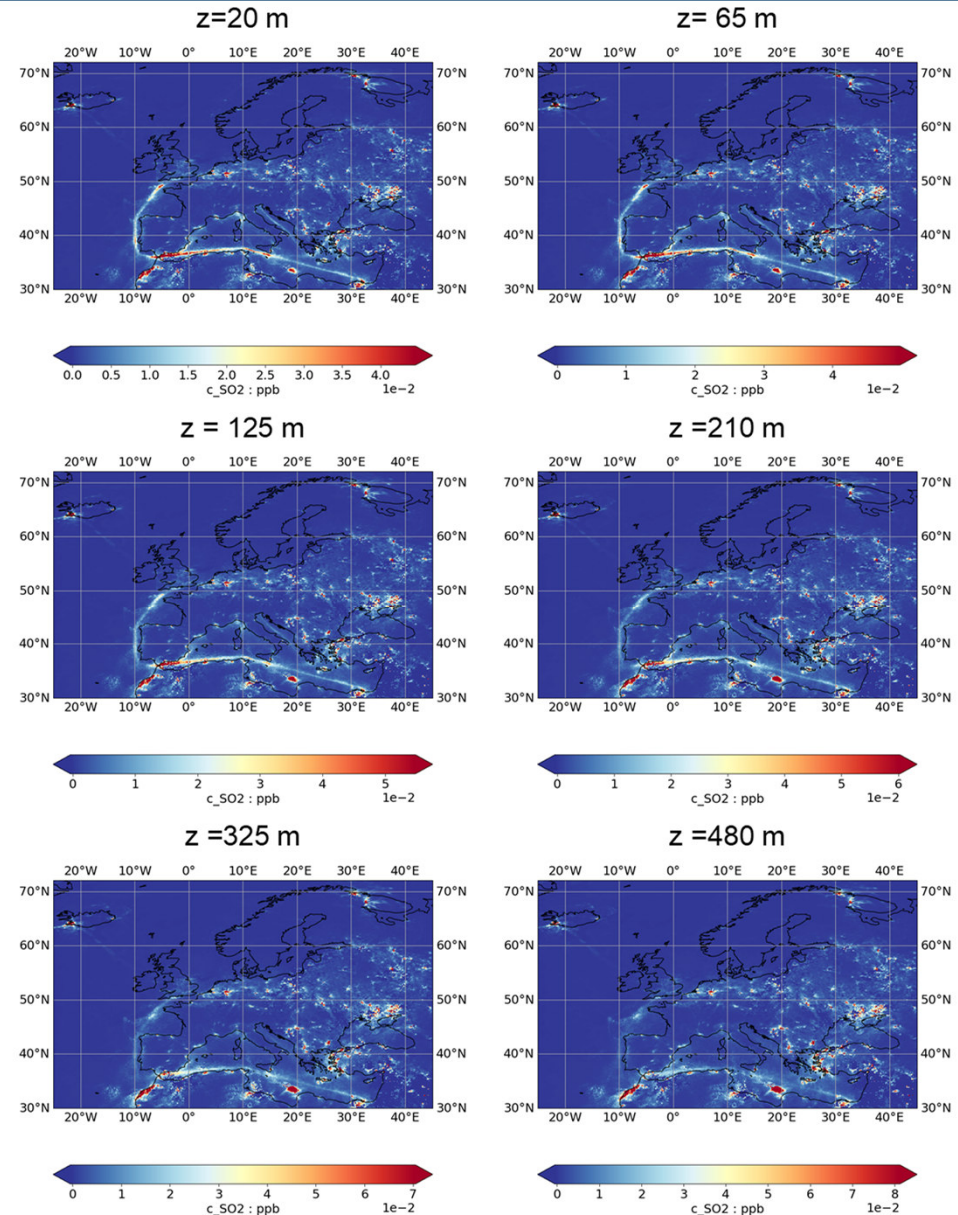 z=20 m
z= 65 m
20°W 10°W 0° 10°E 20°E 30°E 40°E
20°W 10°W 0° 10°E 20°E 30°E 40°E
70°N 70°N 70°N 70°N
60°N 60°N 60°N 60°N
50°N 50°N 50°N 50°N
40°N 40°N 40°N 40°N
30°N 30°N 30°N 30°N
20°W 10°W 0° 10°E 20°E 30°E 40°E
20°W 10°W 0° 10°E 20°E 30°E 40°E
0.0 0.5 1.0 1.5 2.0 2.5 3.0 3.5 4.0
0 1 2 3 4
c_SO2 : ppb 1e−2
c_SO2 : ppb 1e−2
z = 125 m
z =210 m
20°W 10°W 0° 10°E 20°E 30°E 40°E
20°W 10°W 0° 10°E 20°E 30°E 40°E
70°N 70°N 70°N 70°N
60°N 60°N 60°N 60°N
50°N 50°N 50°N 50°N
40°N 40°N 40°N 40°N
30°N 30°N 30°N 30°N
20°W 10°W 0° 10°E 20°E 30°E 40°E
20°W 10°W 0° 10°E 20°E 30°E 40°E
0 1 2 3 4 5
0 1 2 3 4 5 6
c_SO2 : ppb 1e−2
c_SO2 : ppb 1e−2
z =325 m
z =480 m
20°W 10°W 0° 10°E 20°E 30°E 40°E
20°W 10°W 0° 10°E 20°E 30°E 40°E
70°N 70°N 70°N 70°N
60°N 60°N 60°N 60°N
50°N 50°N 50°N 50°N
40°N 40°N 40°N 40°N
30°N 30°N 30°N 30°N
20°W 10°W 0° 10°E 20°E 30°E 40°E
20°W 10°W 0° 10°E 20°E 30°E 40°E
0 1 2 3 4 5 6 7
0 1 2 3 4 5 6 7 8
c_SO2 : ppb 1e−2
c_SO2 : ppb 1e−2